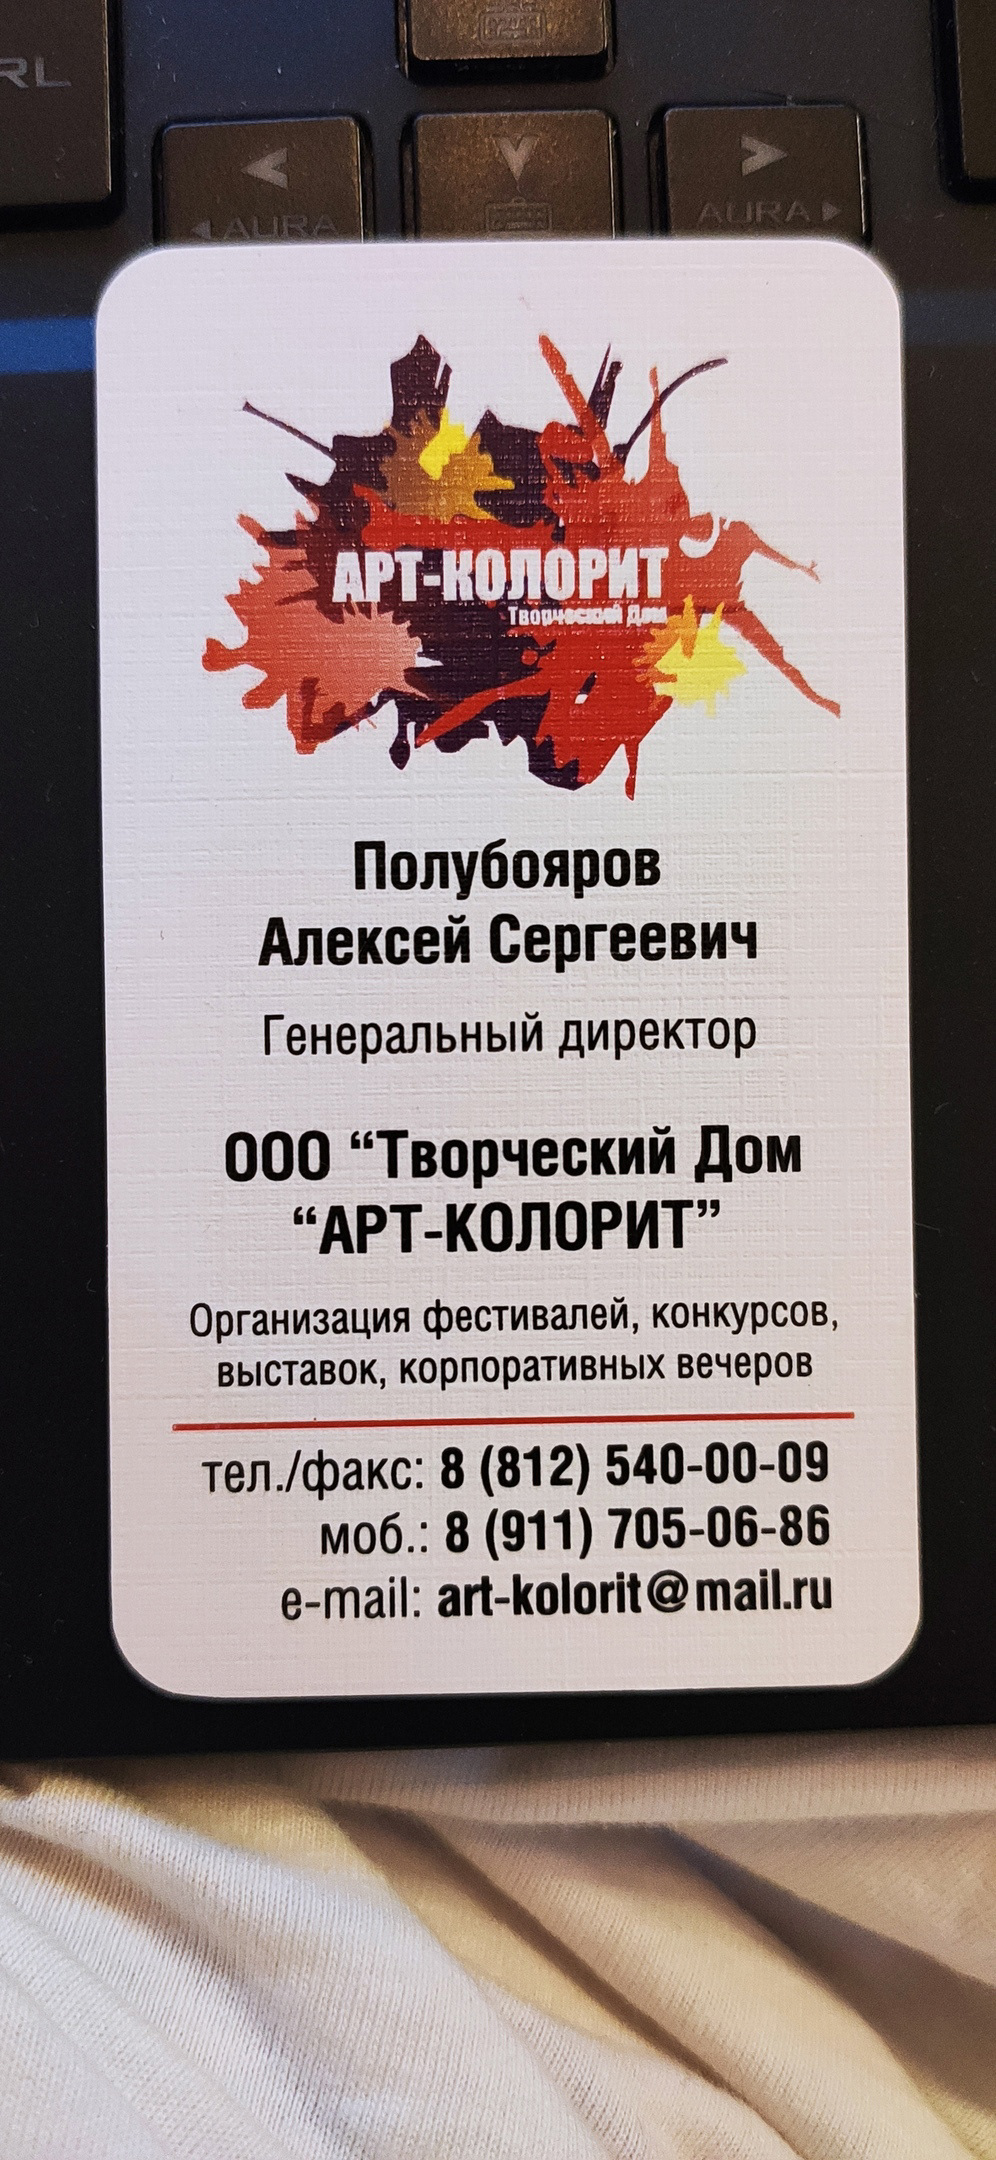 RL
<
v
>
◄ AURA
AURA ►
АРТ-КОЛОРИТ
Творческий Дом
Полубояров
Алексей Сергеевич
Генеральный директор
ООО “Творческий Дом
“АРТ-КОЛОРИТ”
Организация фестивалей, конкурсов,
выставок, корпоративных вечеров
тел./факс: 8 (812) 540-00-09
моб.: 8 (911) 705-06-86
e-mail: art-kolorit@mail.ru